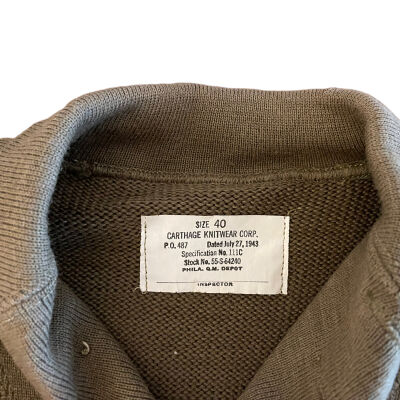 SIZE 40
CARTHAGE KNITWEAR CORP.
P.O. 487 Dated July 27, 1943
Specification No. 111C
Stock No. 55-S-64240
PHILA. Q.M. DEPOT
INSPECTOR